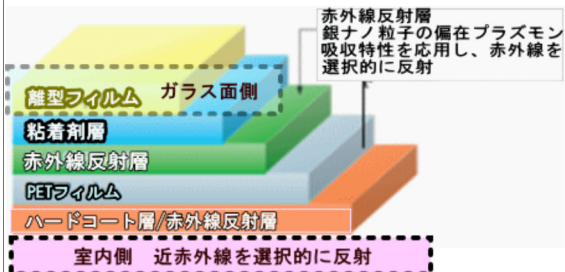 赤外線反射層
銀ナノ粒子の偏在プラズモン
吸収特性を応用し、赤外線を
選択的に反射
離型フィルム ガラス面側
粘着剤層
赤外線反射層
PETフィルム
ハードコート層/赤外線反射層
室内側 近赤外線を選択的に反射